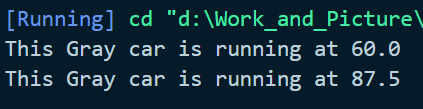 [Running] cd "d:\Work_and_Picture\
This Gray car is running at 60.0
This Gray car is running at 87.5